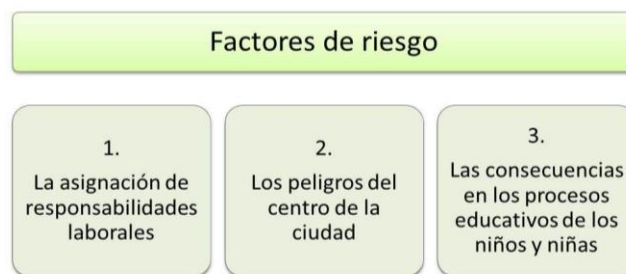 Factores de riesgo
1.
La asignación de
responsabilidades
laborales
2.
Los peligros del
centro de la
ciudad
3.
Las consecuencias
en los procesos
educativos de los
niños y niñas